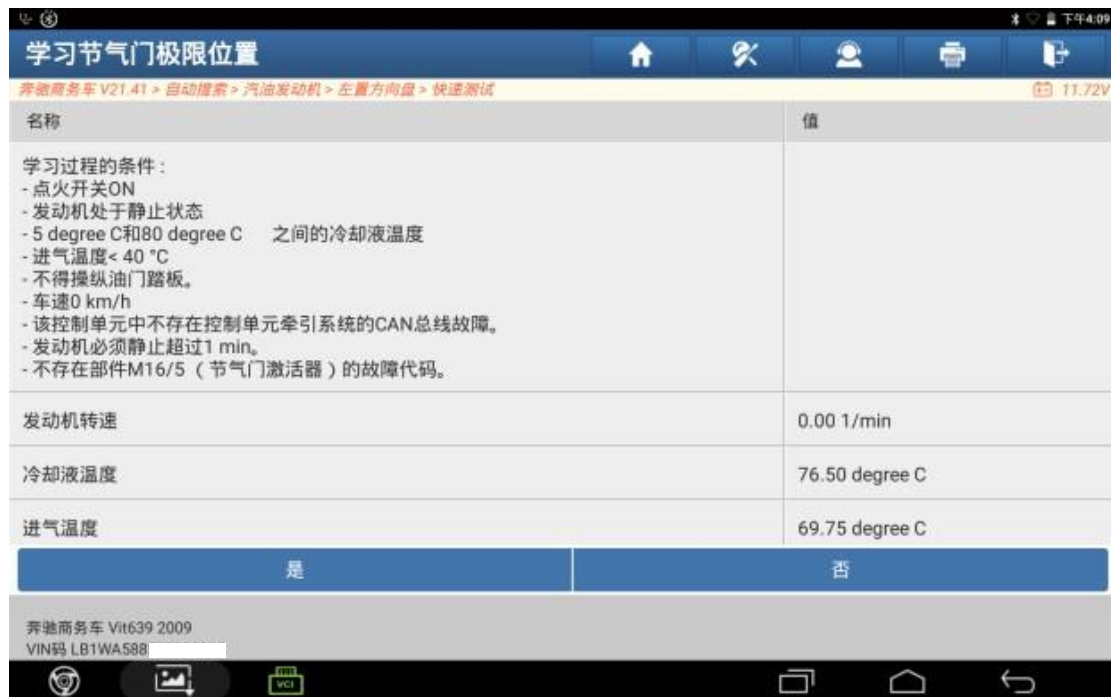 下午4:09
学习节气门极限位置
奔驰商务车 V21.41 > 自动搜索 > 汽油发动机 > 左置方向盘 > 快速测试 11.72V
名称 值
学习过程的条件 :
- 点火开关ON
- 发动机处于静止状态
- 5 degree C和80 degree C 之间的冷却液温度
- 进气温度< 40 °C
- 不得操纵油门踏板。
- 车速0 km/h
- 该控制单元中不存在控制单元牵引系统的CAN总线故障。
- 发动机必须静止超过1 min。
- 不存在部件M16/5 ( 节气门激活器 ) 的故障代码。
发动机转速 0.00 1/min
冷却液温度 76.50 degree C
进气温度 69.75 degree C
是 否
奔驰商务车 Vit639 2009
VIN码 LB1WA588
VCI